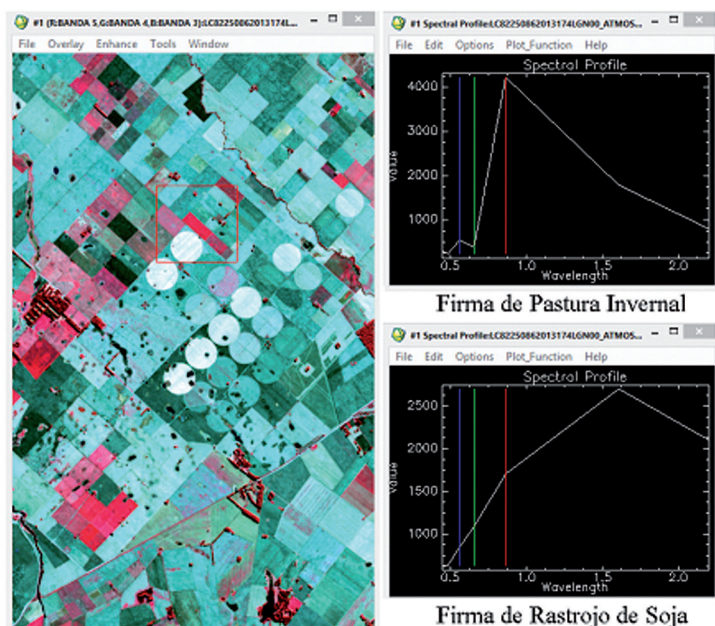 #1 (R:BANDA 5,G:BANDA 4,B:BANDA 3):LC82250862013174L...
File Overlay Enhance Tools Window
#1 Spectral Profile:LC82250862013174LGN00_ATMOS...
File Edit Options Plot_Function Help
Spectral Profile
Value
4000
3000
2000
1000
0.5 1.0 1.5 2.0
Wavelength
Firma de Pastura Invernal
#1 Spectral Profile:LC82250862013174LGN00_ATMOS...
File Edit Options Plot_Function Help
Spectral Profile
Value
2500
2000
1500
1000
0.5 1.0 1.5 2.0
Wavelength
Firma de Rastrojo de Soja